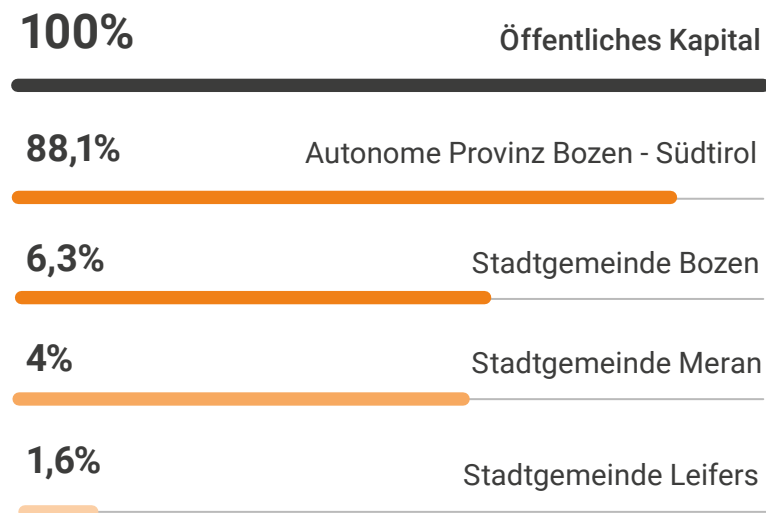 100% Öffentliches Kapital
88,1% Autonome Provinz Bozen - Südtirol
6,3% Stadtgemeinde Bozen
4% Stadtgemeinde Meran
1,6% Stadtgemeinde Leifers